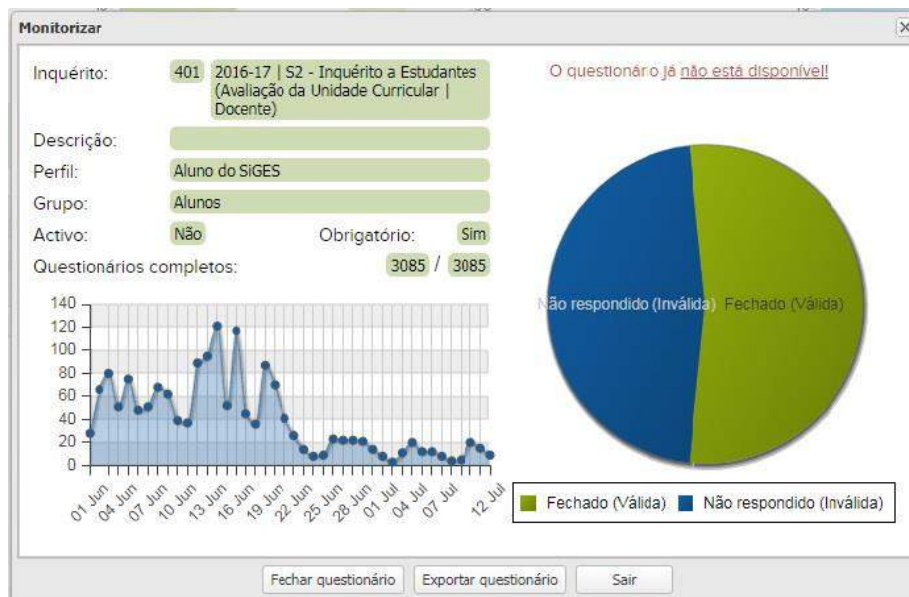 Monitorizar
Inquérito: 401 2016-17 | S2 - Inquérito a Estudantes
(Avaliação da Unidade Curricular |
Docente)
O questionáro já não está disponível!
Descrição:
Perfil: Aluno do SiGES
Grupo: Alunos
Activo: Não Obrigatório: Sim
Questionários completos: 3085 / 3085
140
120
100
80
60
40
20
0
01 Jun 04 Jun 07 Jun 10 Jun 13 Jun 16 Jun 19 Jun 22 Jun 25 Jun 28 Jun 01 Jul 04 Jul 07 Jul 12 Jul
Não respondido (Inválida) Fechado (Válida)
Fechado (Válida) Não respondido (Inválida)
Fechar questionário Exportar questionário Sair